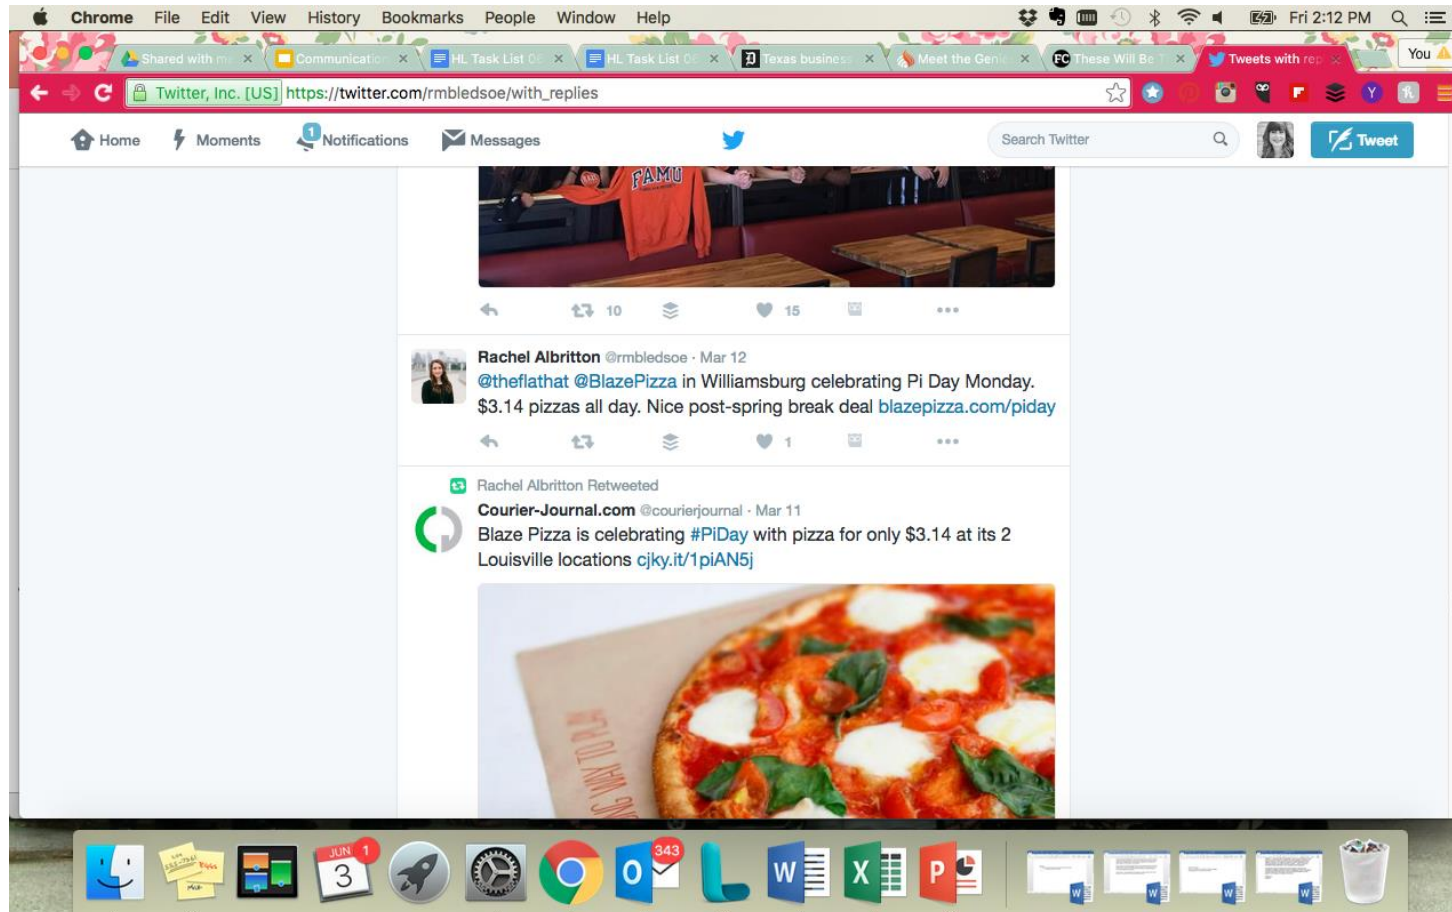 Chrome File Edit View History Bookmarks People Window Help Fri 2:12 PM
Shared with m Communication HL Task List 06 HL Task List 06 Texas business Meet the Geni These Will Be T Tweets with rep You
Twitter, Inc. [US] https://twitter.com/rmbledsoe/with_replies
Home Moments 1 Notifications Messages Search Twitter Tweet
FAMU
10 15
Rachel Albritton @rmbledsoe · Mar 12
@theflathat @BlazePizza in Williamsburg celebrating Pi Day Monday.
$3.14 pizzas all day. Nice post-spring break deal blazepizza.com/piday
1
Rachel Albritton Retweeted
Courier-Journal.com @courierjournal · Mar 11
Blaze Pizza is celebrating #PiDay with pizza for only $3.14 at its 2
Louisville locations cjky.it/1piAN5j
WAY TO
JUN 1
3
343